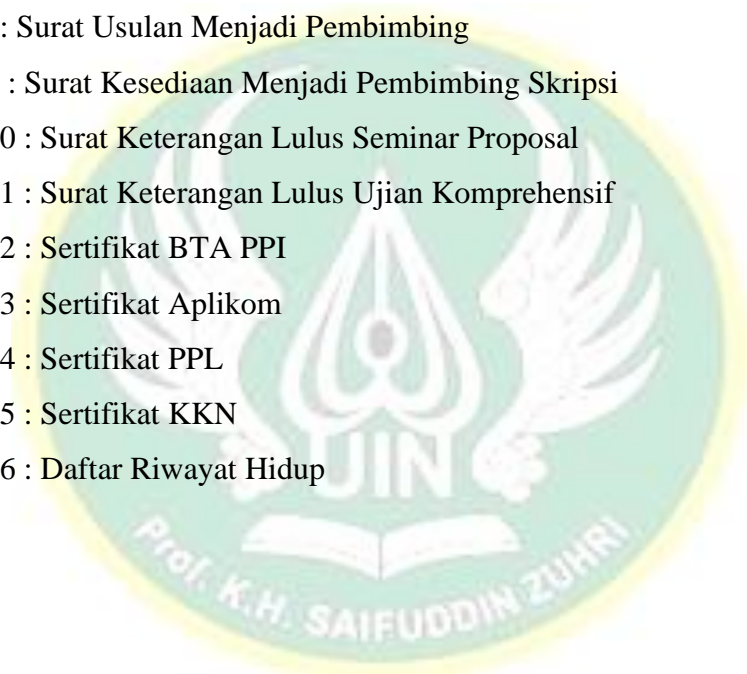 : Surat Usulan Menjadi Pembimbing
: Surat Kesediaan Menjadi Pembimbing Skripsi
0 : Surat Keterangan Lulus Seminar Proposal
1 : Surat Keterangan Lulus Ujian Komprehensif
2 : Sertifikat BTA PPI
3 : Sertifikat Aplikom
4 : Sertifikat PPL
5 : Sertifikat KKN
6 : Daftar Riwayat Hidup
UIN
Prof. K.H. SAIFUDDIN ZUHRI